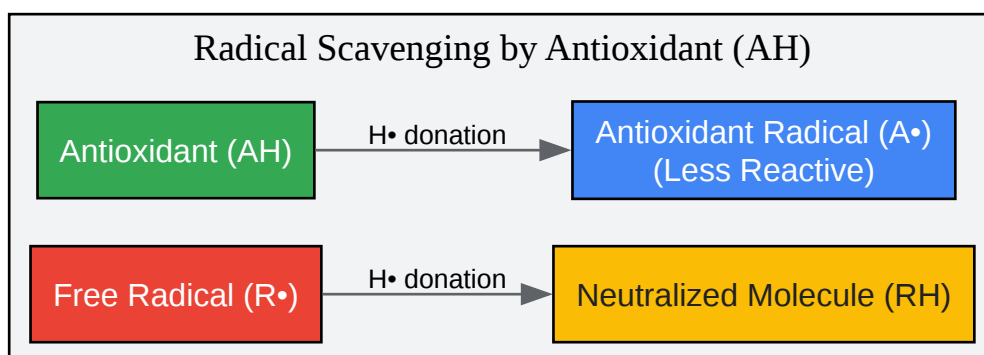 Radical Scavenging by Antioxidant (AH)
Antioxidant (AH)
H• donation
Antioxidant Radical (A•)
(Less Reactive)
Free Radical (R•)
H• donation
Neutralized Molecule (RH)